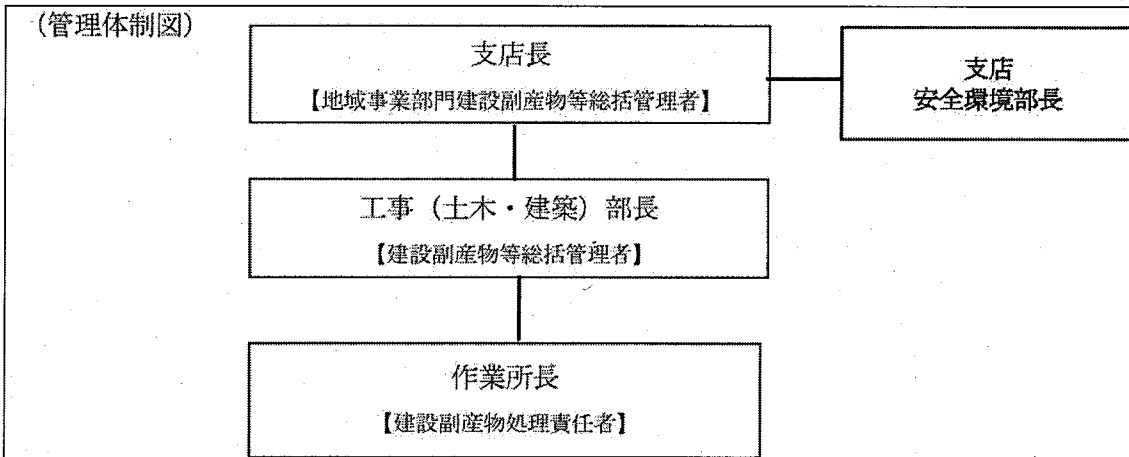 (管理体制図)
支店長
【地域事業部門建設副産物等総括管理者】
支店
安全環境部長
工事(土木・建築)部長
【建設副産物等総括管理者】
作業所長
【建設副産物処理責任者】